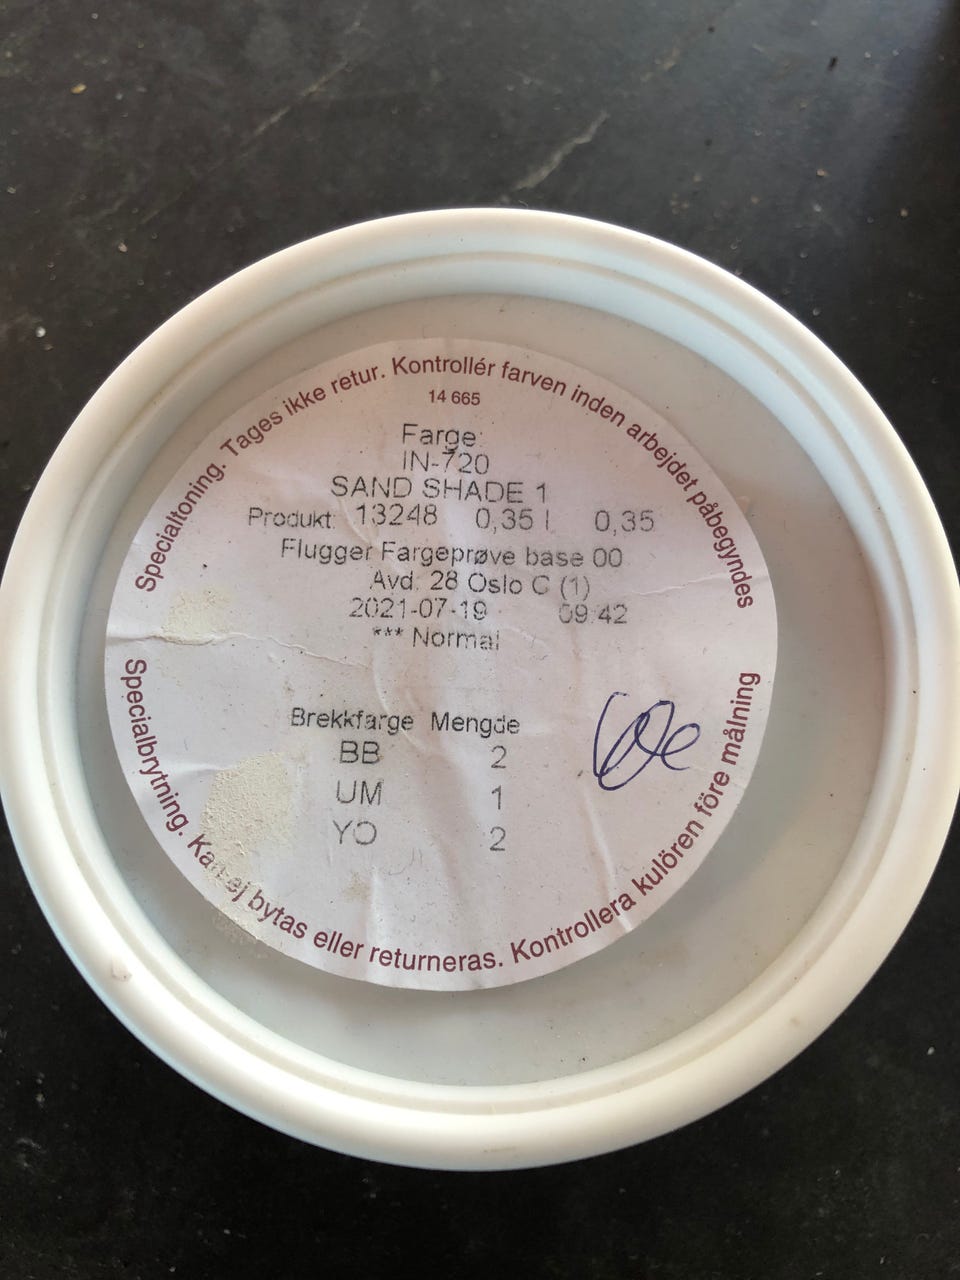 Specialtoning. Tages ikke retur. Kontrollér farven inden arbejdet påbegyndes
14 665
Farge:
IN-720
SAND SHADE 1
Produkt: 13248 0,35 l 0,35
Flugger Fargeprøve base 00
Avd: 28 Oslo C (1)
2021-07-19 09:42
*** Normal
Brekkfarge Mengde
BB 2
UM 1
YO 2
Specialbrytning. Kan ej bytas eller returneras. Kontrollera kulören före målning